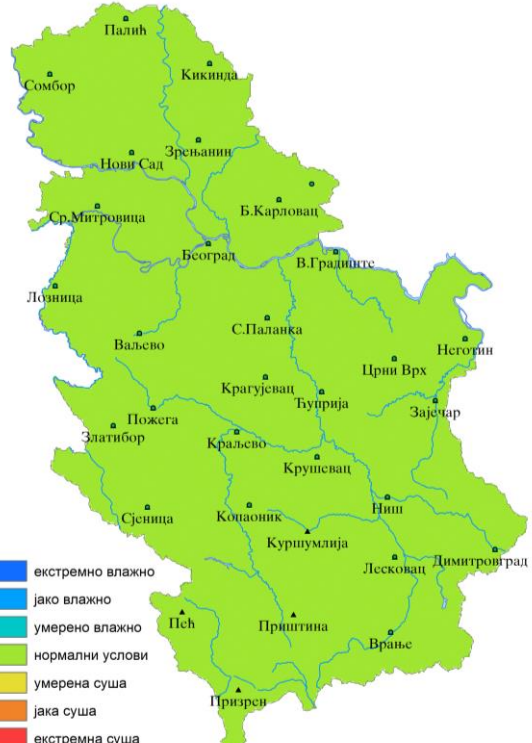 Палић
Кикинда
Сомбор
Зрењанин
Нови Сад
Б.Карловац
Ср.Митровица
Београд
В.Градиште
Лозница
С.Паланка
Ваљево
Неготин
Црни Врх
Крагујевац
Ћуприја
Зајечар
Пожега
Златибор
Краљево
Крушевац
Ниш
Сјеница
Копаоник
Куршумлија
Димитровград
Лесковац
Пећ
Приштина
Врање
Призрен
екстремно влажно
јако влажно
умерено влажно
нормални услови
умерена суша
јака суша
екстремна суша